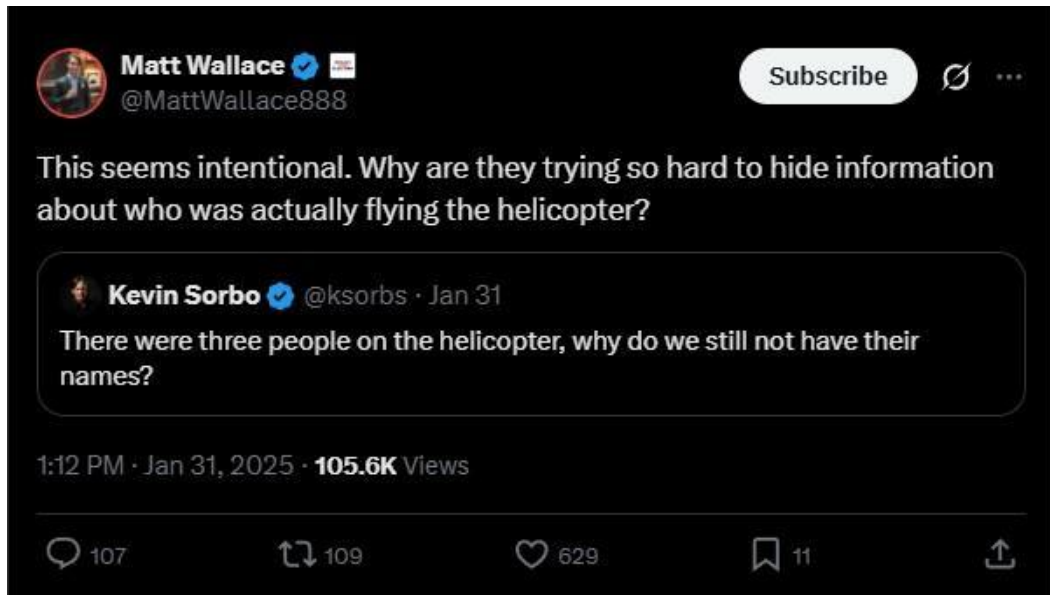 Matt Wallace
@MattWallace888
Subscribe
This seems intentional. Why are they trying so hard to hide information
about who was actually flying the helicopter?
Kevin Sorbo @ksorbs · Jan 31
There were three people on the helicopter, why do we still not have their
names?
1:12 PM · Jan 31, 2025 · 105.6K Views
107 109 629 11